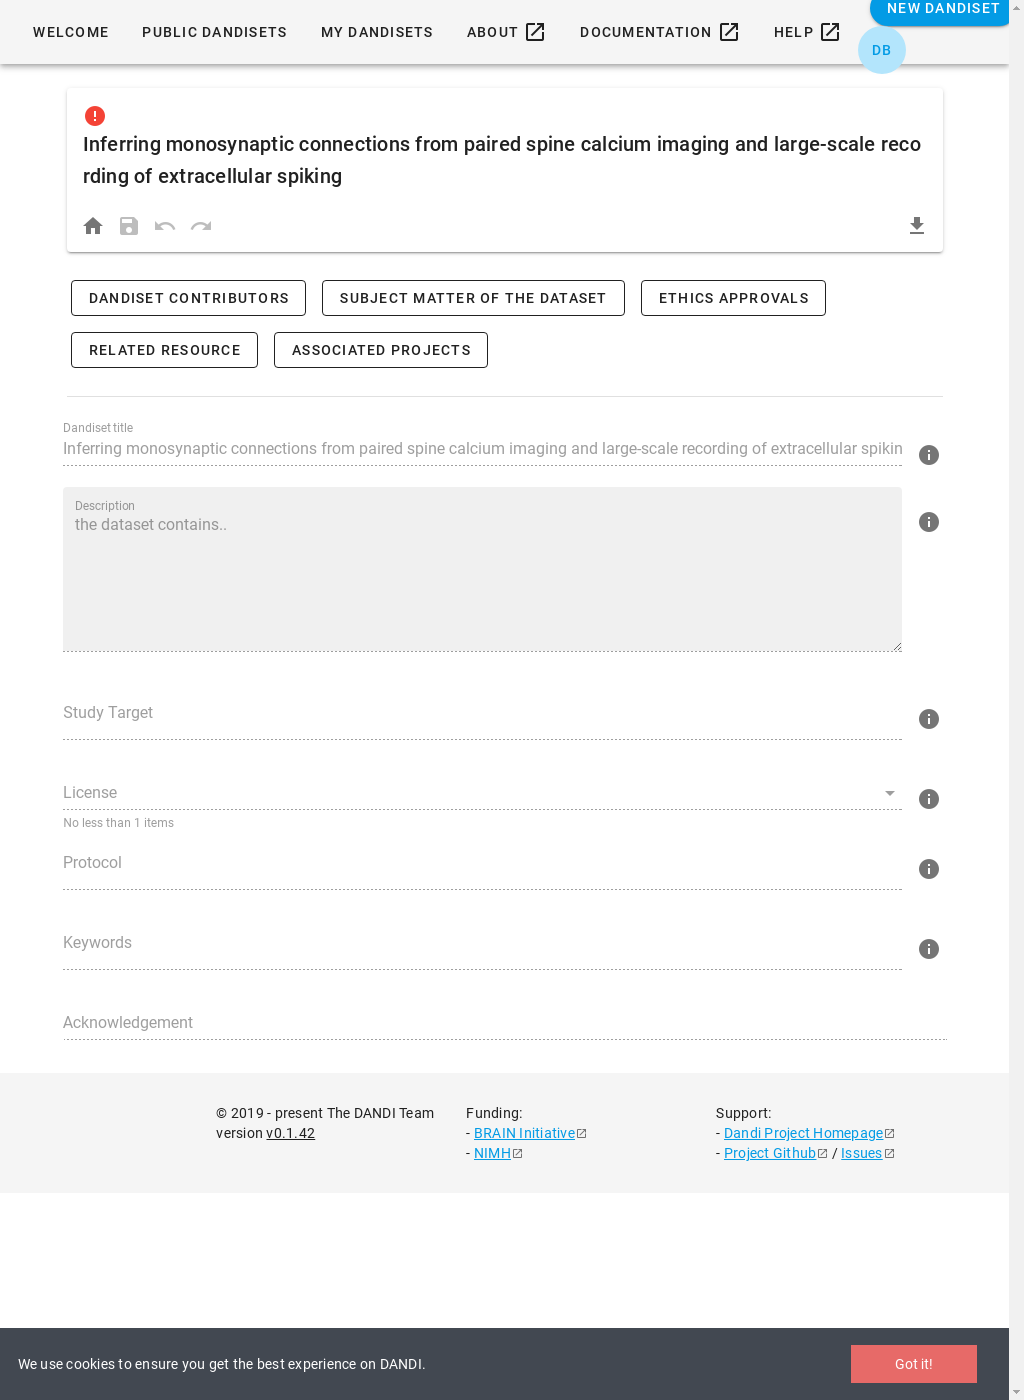 WELCOME
PUBLIC DANDISETS
MY DANDISETS
ABOUT
DOCUMENTATION
HELP
NEW DANDISET
DB
Inferring monosynaptic connections from paired spine calcium imaging and large-scale reco
rding of extracellular spiking
DANDISET CONTRIBUTORS
SUBJECT MATTER OF THE DATASET
ETHICS APPROVALS
RELATED RESOURCE
ASSOCIATED PROJECTS
Dandiset title
Inferring monosynaptic connections from paired spine calcium imaging and large-scale recording of extracellular spikin
Description
the dataset contains..
Study Target
License
No less than 1 items
Protocol
Keywords
Acknowledgement
© 2019 - present The DANDI Team
version v0.1.42
Funding:
- BRAIN Initiative
- NIMH
Support:
- Dandi Project Homepage
- Project Github / Issues
We use cookies to ensure you get the best experience on DANDI.
Got it!